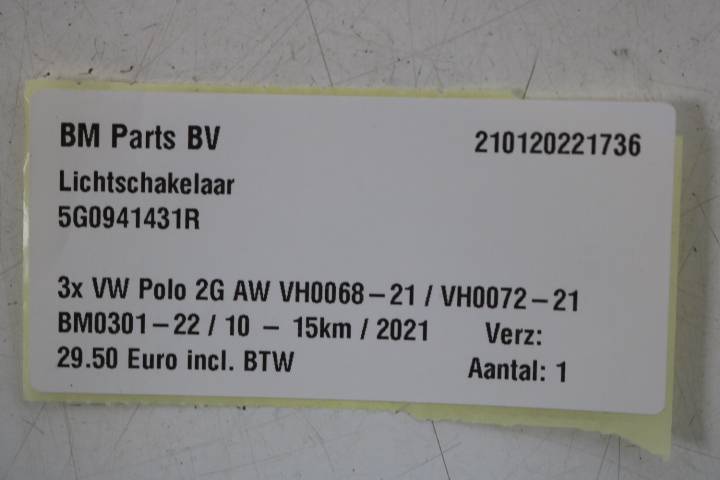 BM Parts BV 210120221736
Lichtschakelaar
5G0941431R
3x VW Polo 2G AW VH0068-21 / VH0072-21
BM0301-22 / 10 - 15km / 2021 Verz:
29.50 Euro incl. BTW Aantal: 1